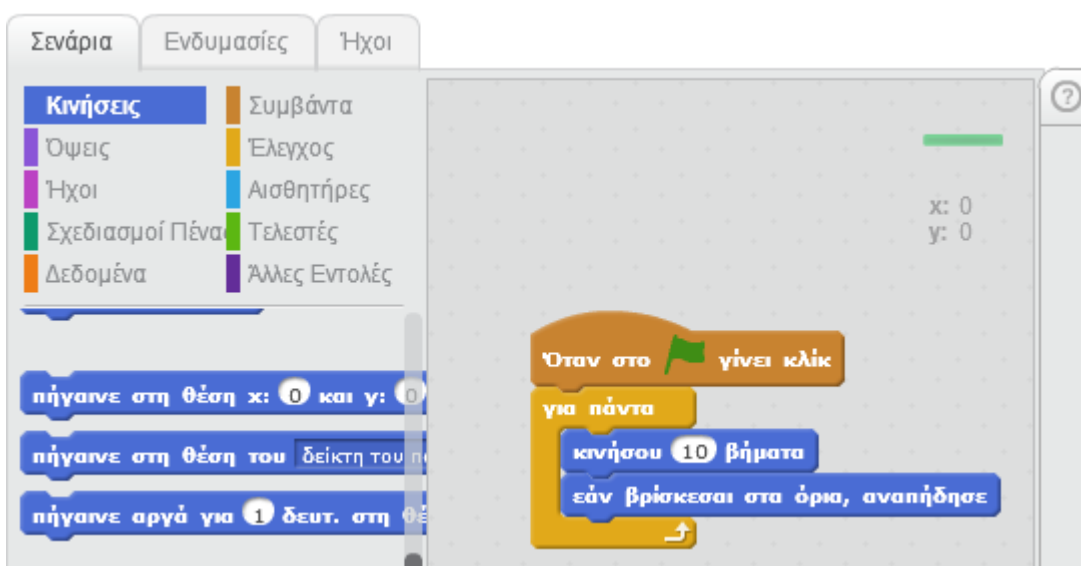 Σενάρια Ενδυμασίες Ήχοι
Κινήσεις Συμβάντα
Όψεις Έλεγχος
Ήχοι Αισθητήρες
Σχεδιασμοί Πένας Τελεστές
Δεδομένα Άλλες Εντολές
πήγαινε στη θέση x: 0 και y: 0
πήγαινε στη θέση του δείκτη του
πήγαινε αργά για 1 δευτ. στη
?
x: 0
y: 0
Όταν στο γίνει κλίκ
για πάντα
κινήσου 10 βήματα
εάν βρίσκεσαι στα όρια, αναπήδησε